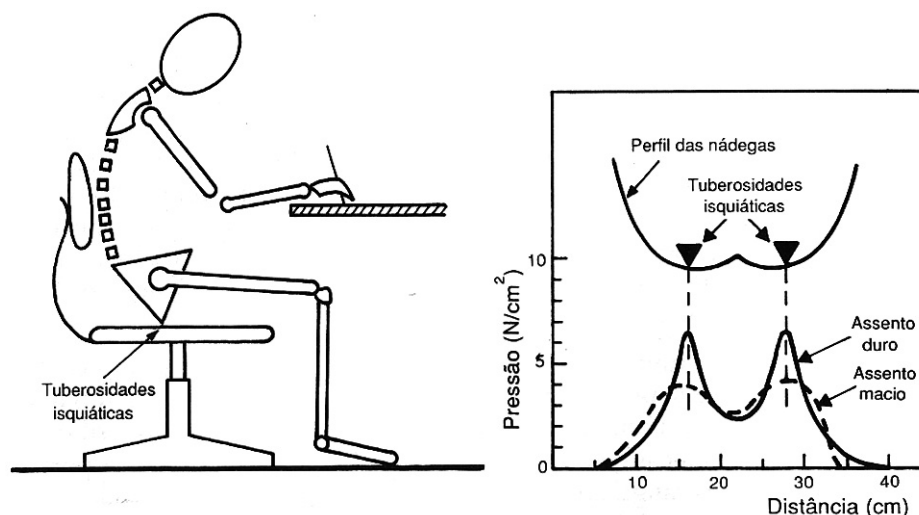 Tuberosidades
isquiáticas
Perfil das nádegas
Tuberosidades
isquiáticas
10
5
0
Pressão (N/cm²)
Assento
duro
Assento
macio
10 20 30 40
Distância (cm)